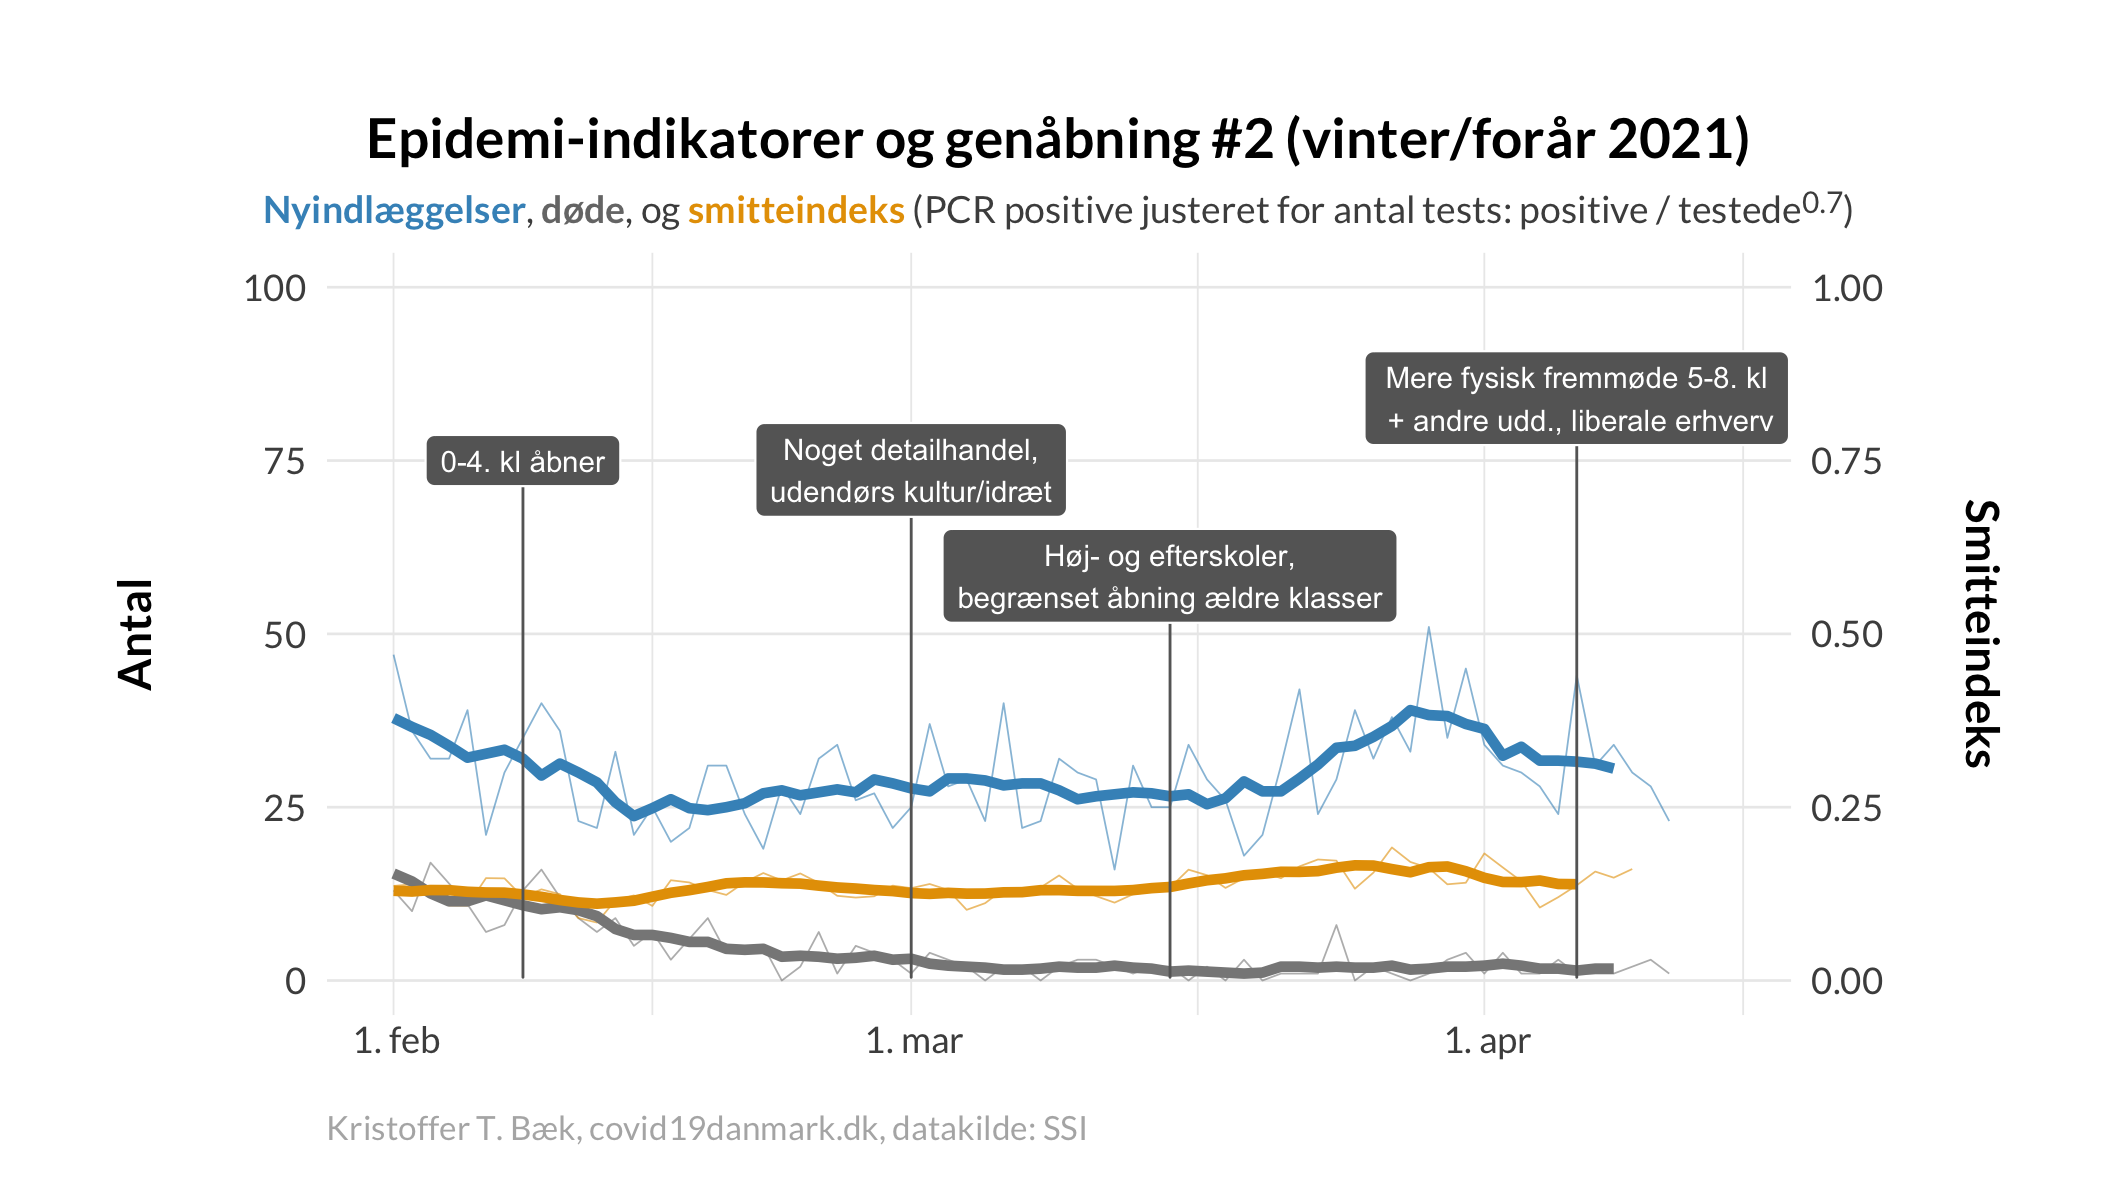 Epidemi-indikatorer og genåbning #2 (vinter/forår 2021)
Nyindlæggelser, døde, og smitteindeks (PCR positive justeret for antal tests: positive / testede^0.7)
100
75
50
25
0
Antal
1.00
0.75
0.50
0.25
0.00
Smitteindeks
0-4. kl åbner
Noget detailhandel,
udendørs kultur/idræt
Høj- og efterskoler,
begrænset åbning ældre klasser
Mere fysisk fremmøde 5-8. kl
+ andre udd., liberale erhverv
1. feb
1. mar
1. apr
Kristoffer T. Bæk, covid19danmark.dk, datakilde: SSI